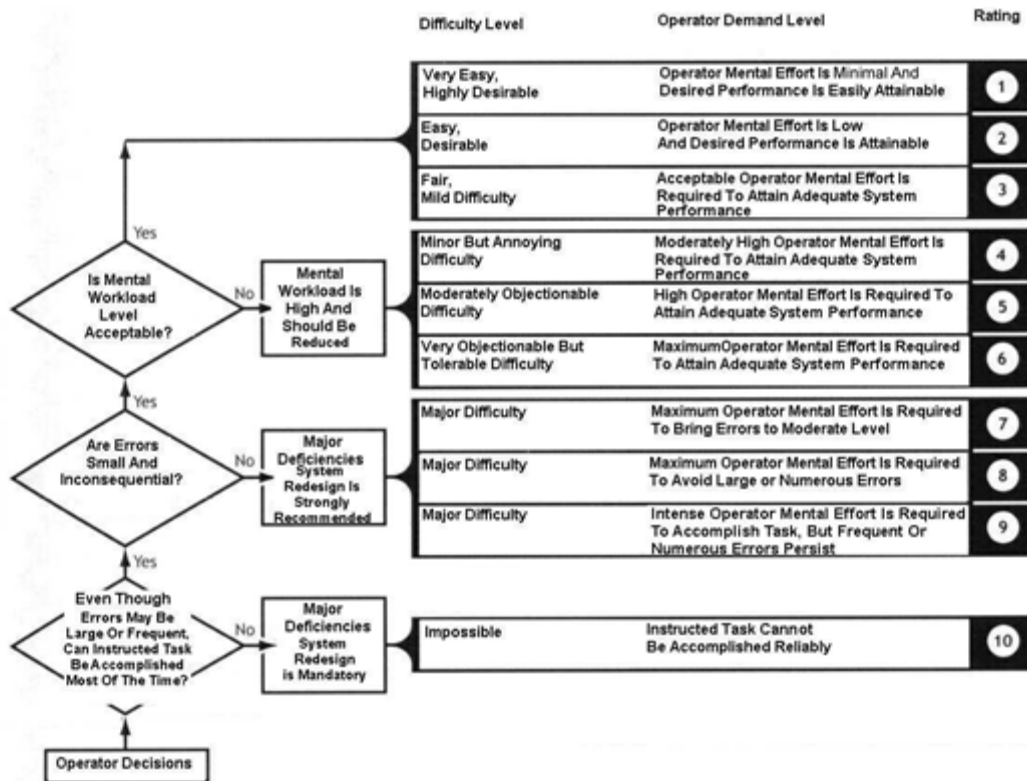 Difficulty Level Operator Demand Level Rating
Very Easy, Operator Mental Effort Is Minimal And
Highly Desirable Desired Performance Is Easily Attainable
1
Easy, Operator Mental Effort Is Low
Desirable And Desired Performance Is Attainable
2
Fair, Acceptable Operator Mental Effort Is
Mild Difficulty Required To Attain Adequate System
Performance
3
Yes
Is Mental
Workload
Level
Acceptable?
No
Mental
Workload Is
High And
Should Be
Reduced
Minor But Annoying Moderately High Operator Mental Effort Is
Difficulty Required To Attain Adequate System
Performance
4
Moderately Objectionable High Operator Mental Effort Is Required To
Difficulty Attain Adequate System Performance
5
Very Objectionable But MaximumOperator Mental Effort Is Required
Tolerable Difficulty To Attain Adequate System Performance
6
Yes
Are Errors
Small And
Inconsequential?
No
Major
Deficiencies
System
Redesign Is
Strongly
Recommended
Major Difficulty Maximum Operator Mental Effort Is Required
To Bring Errors to Moderate Level
7
Major Difficulty Maximum Operator Mental Effort Is Required
To Avoid Large or Numerous Errors
8
Major Difficulty Intense Operator Mental Effort Is Required
To Accomplish Task, But Frequent Or
Numerous Errors Persist
9
Yes
Even Though
Errors May Be
Large Or Frequent,
Can Instructed Task
Be Accomplished
Most Of The Time?
No
Major
Deficiencies
System
Redesign
is Mandatory
Impossible Instructed Task Cannot
Be Accomplished Reliably
10
Operator Decisions